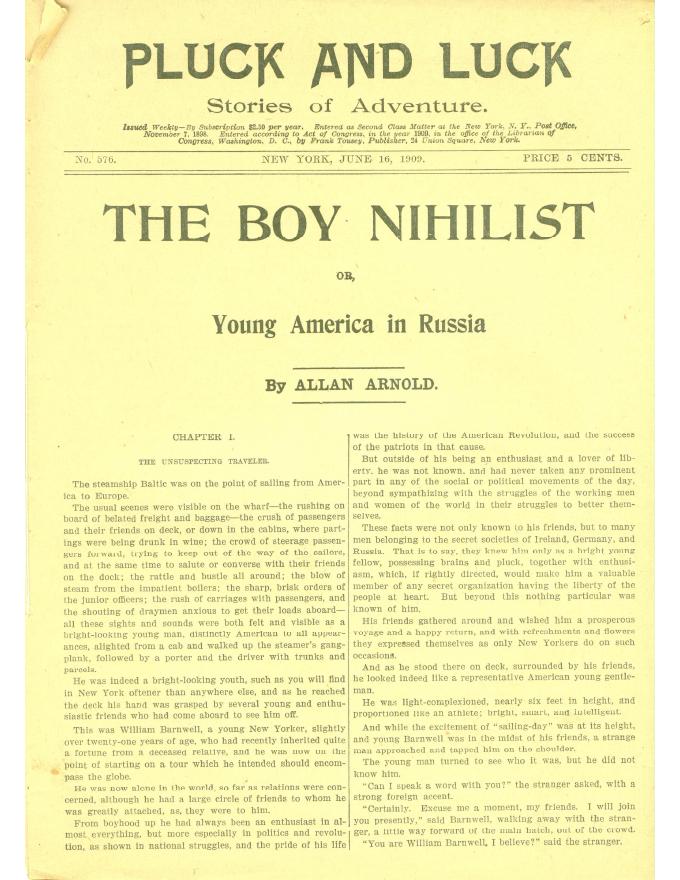 PLUCK AND LUCK
Stories of Adventure.
Issued Weekly—By Subscription $2.50 per year. Entered as Second Class Matter at the New York, N. Y., Post Office,
November 7, 1898. Entered according to Act of Congress, in the year 1909, in the office of the Librarian of
Congress, Washington, D. C., by Frank Tousey, Publisher, 24 Union Square, New York.
No. 576. NEW YORK, JUNE 16, 1909. PRICE 5 CENTS.
THE BOY NIHILIST
OR,
Young America in Russia
By ALLAN ARNOLD.
CHAPTER I.
THE UNSUSPECTING TRAVELER.
The steamship Baltic was on the point of sailing from Amer-
ica to Europe.
The usual scenes were visible on the wharf—the rushing on
board of belated freight and baggage—the crush of passengers
and their friends on deck, or down in the cabins, where part-
ings were being drunk in wine; the crowd of steerage passen-
gers forward, trying to keep out of the way of the sailors,
and at the same time to salute or converse with their friends
on the dock; the rattle and bustle all around; the blow of
steam from the impatient boilers; the sharp, brisk orders of
the junior officers; the rush of carriages with passengers, and
the shouting of draymen anxious to get their loads aboard—
all these sights and sounds were both felt and visible as a
bright-looking young man, distinctly American to all appear-
ances, alighted from a cab and walked up the steamer's gang-
plank, followed by a porter and the driver with trunks and
parcels.
He was indeed a bright-looking youth, such as you will find
in New York oftener than anywhere else, and as he reached
the deck his hand was grasped by several young and enthu-
siastic friends who had come aboard to see him off.
This was William Barnwell, a young New Yorker, slightly
over twenty-one years of age, who had recently inherited quite
a fortune from a deceased relative, and he was now on the
point of starting on a tour which he intended should encom-
pass the globe.
He was now alone in the world, so far as relations were con-
cerned, although he had a large circle of friends to whom he
was greatly attached, as, they were to him.
From boyhood up he had always been an enthusiast in al-
most everything, but more especially in politics and revolu-
tion, as shown in national struggles, and the pride of his life
was the history of the American Revolution, and the success
of the patriots in that cause.
But outside of his being an enthusiast and a lover of lib-
erty, he was not known, and had never taken any prominent
part in any of the social or political movements of the day,
beyond sympathizing with the struggles of the working men
and women of the world in their struggles to better them-
selves.
These facts were not only known to his friends, but to many
men belonging to the secret societies of Ireland, Germany, and
Russia. That is to say, they knew him only as a bright young
fellow, possessing brains and pluck, together with enthusi-
asm, which, if rightly directed, would make him a valuable
member of any secret organization having the liberty of the
people at heart. But beyond this nothing particular was
known of him.
His friends gathered around and wished him a prosperous
voyage and a happy return, and with refreshments and flowers
they expressed themselves as only New Yorkers do on such
occasions.
And as he stood there on deck, surrounded by his friends,
he looked indeed like a representative American young gentle-
man.
He was light-complexioned, nearly six feet in height, and
proportioned like an athlete; bright, smart, and intelligent.
And while the excitement of "sailing-day" was at its height,
and young Barnwell was in the midst of his friends, a strange
man approached and tapped him on the shoulder.
The young man turned to see who it was, but he did not
know him.
"Can I speak a word with you?" the stranger asked, with a
strong foreign accent.
"Certainly. Excuse me a moment, my friends. I will join
you presently," said Barnwell, walking away with the stran-
ger, a little way forward of the main hatch, out of the crowd.
"You are William Barnwell, I believe?" said the stranger.